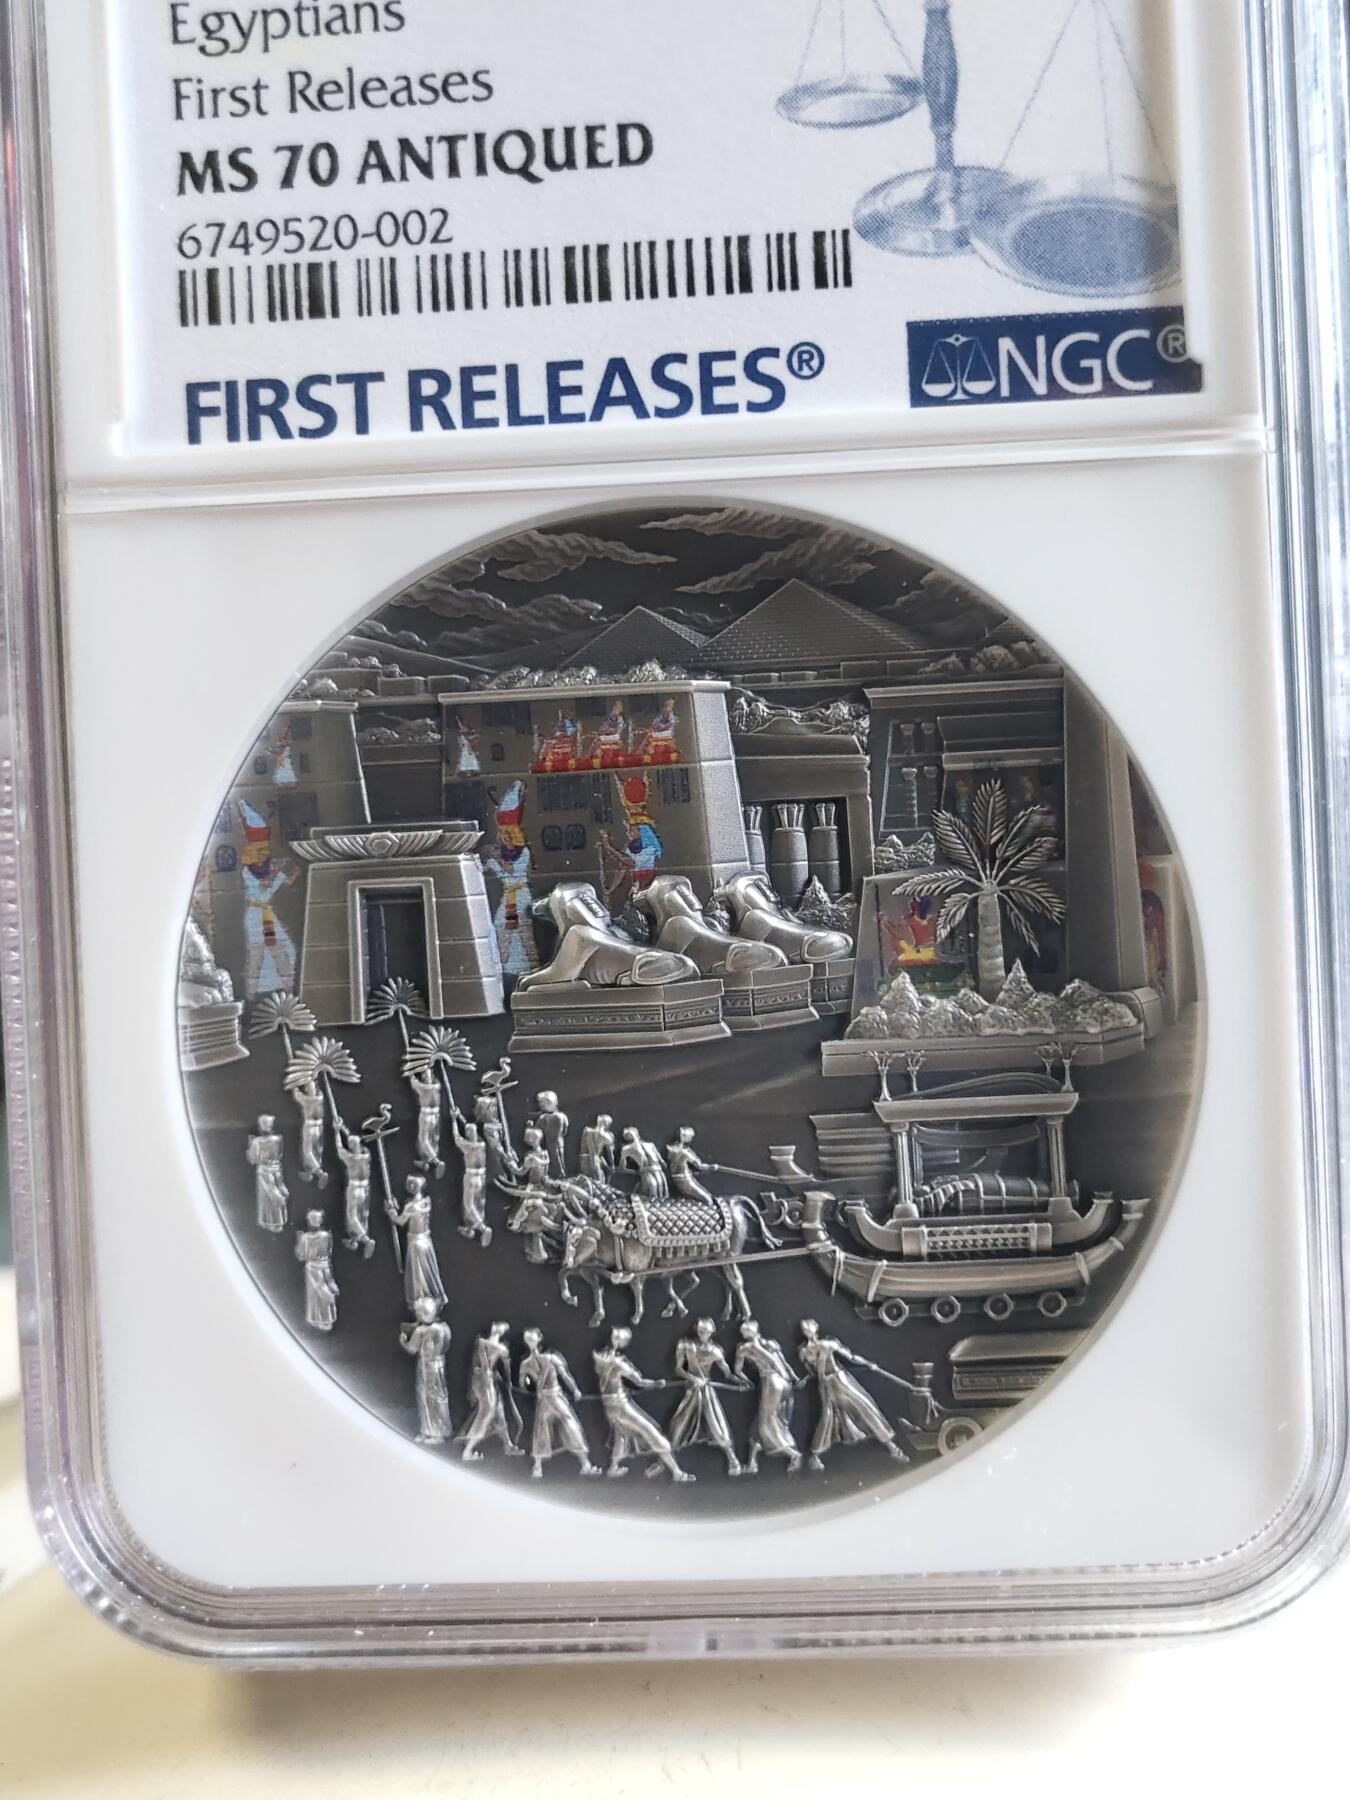 Egyptians
First Releases
MS 70 ANTIQUED
6749520-002
FIRST RELEASES®
NGC®